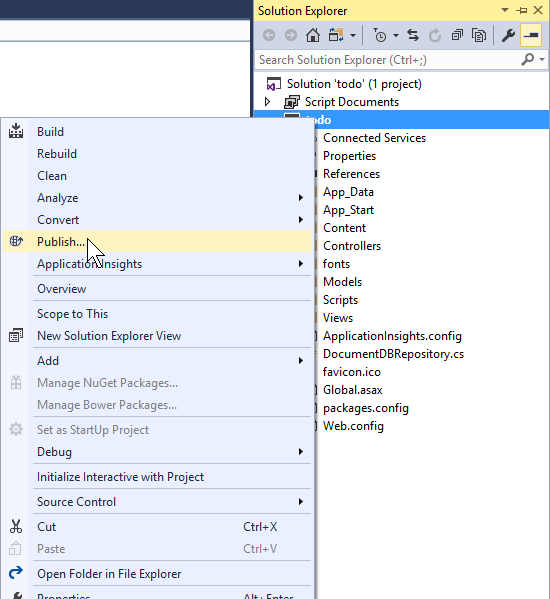 Solution Explorer
Search Solution Explorer (Ctrl+;)
Solution 'todo' (1 project)
Script Documents
todo
Connected Services
Properties
References
App_Data
App_Start
Content
Controllers
fonts
Models
Scripts
Views
ApplicationInsights.config
DocumentDBRepository.cs
favicon.ico
Global.asax
packages.config
Web.config
Build
Rebuild
Clean
Analyze
Convert
Publish...
Application Insights
Overview
Scope to This
New Solution Explorer View
Add
Manage NuGet Packages...
Manage Bower Packages...
Set as StartUp Project
Debug
Initialize Interactive with Project
Source Control
Cut Ctrl+X
Paste Ctrl+V
Open Folder in File Explorer
Properties Alt+Enter